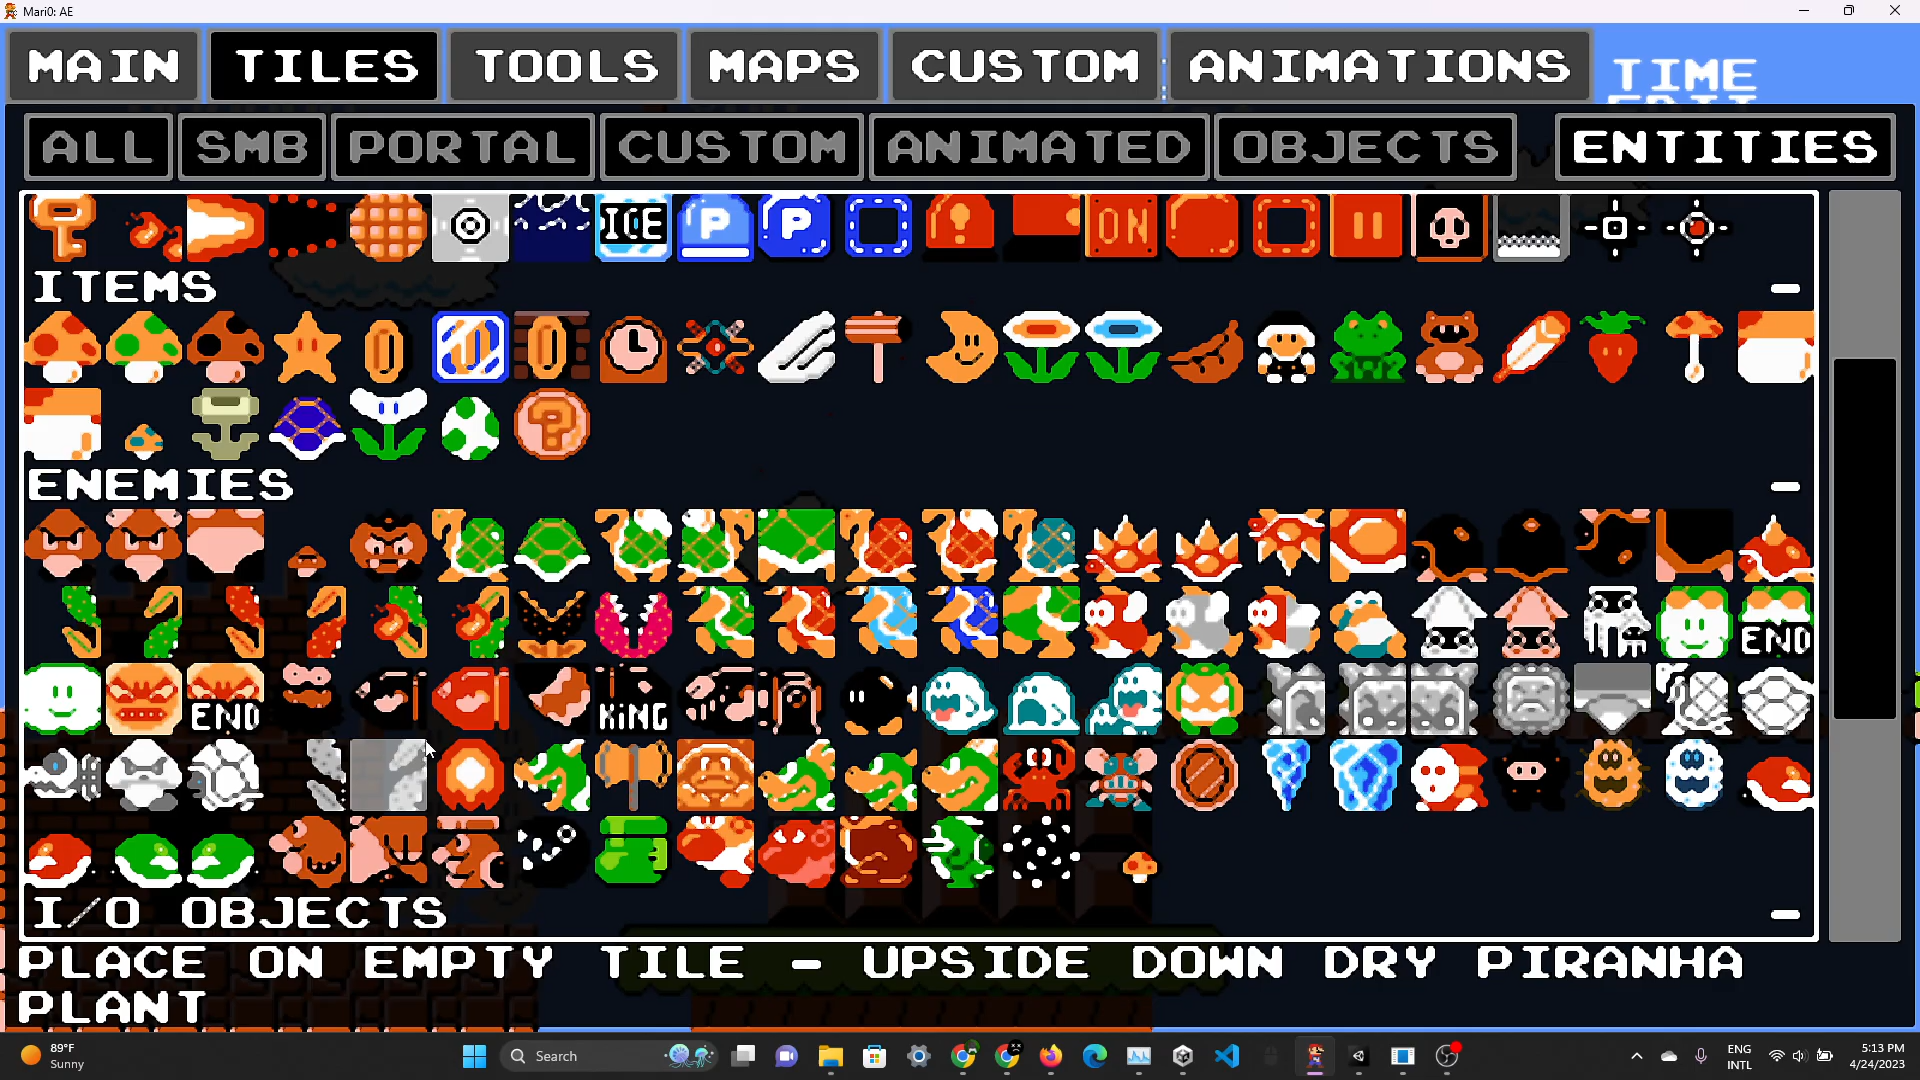 Mari0: AE
MAIN TILES TOOLS MAPS CUSTOM ANIMATIONS TIME
ALL SMB PORTAL CUSTOM ANIMATED OBJECTS ENTITIES
ICE P P ! ON
ITEMS
?
ENEMIES
END
END KING
I/O OBJECTS
PLACE ON EMPTY TILE - UPSIDE DOWN DRY PIRANHA
PLANT
89°F
Sunny
Search
ENG
INTL
5:13 PM
4/24/2023